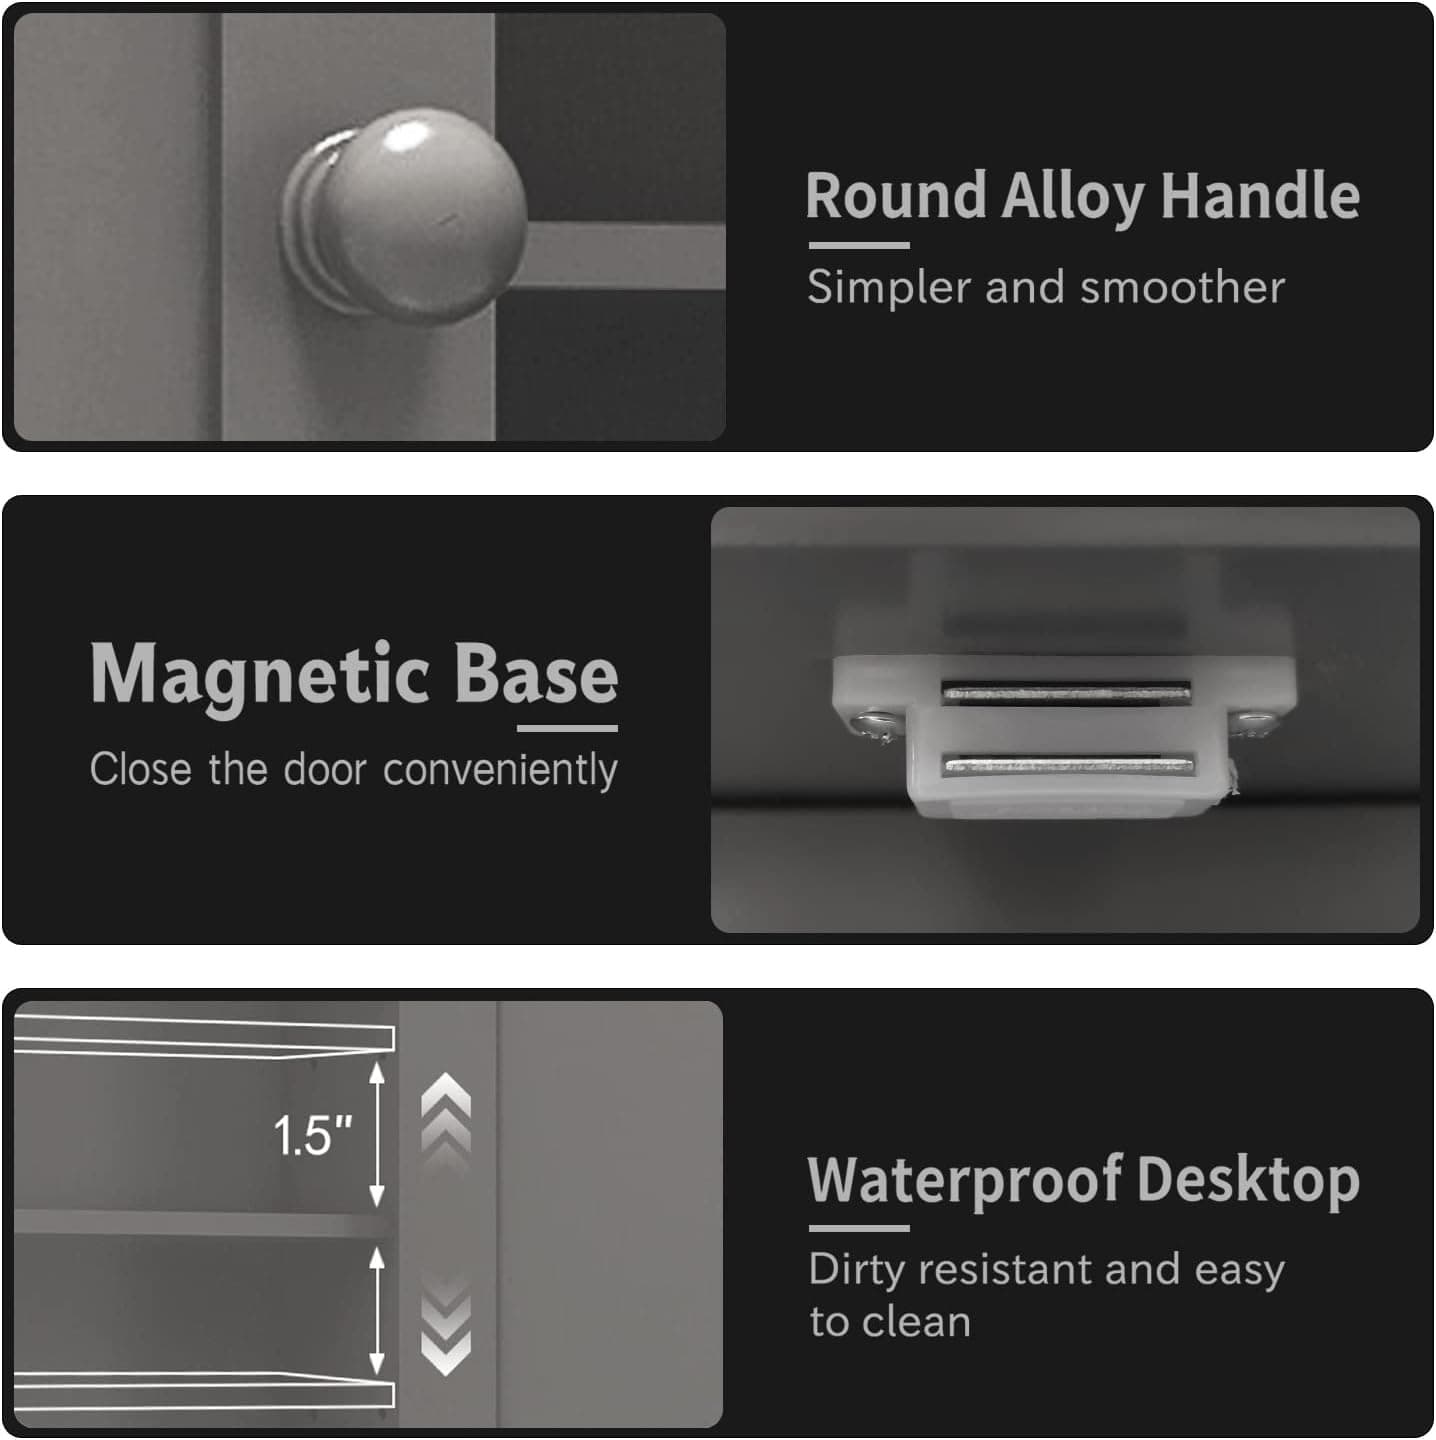 Round Alloy Handle
Simpler and smoother
Magnetic Base
Close the door conveniently
1.5"
Waterproof Desktop
Dirty resistant and easy
to clean